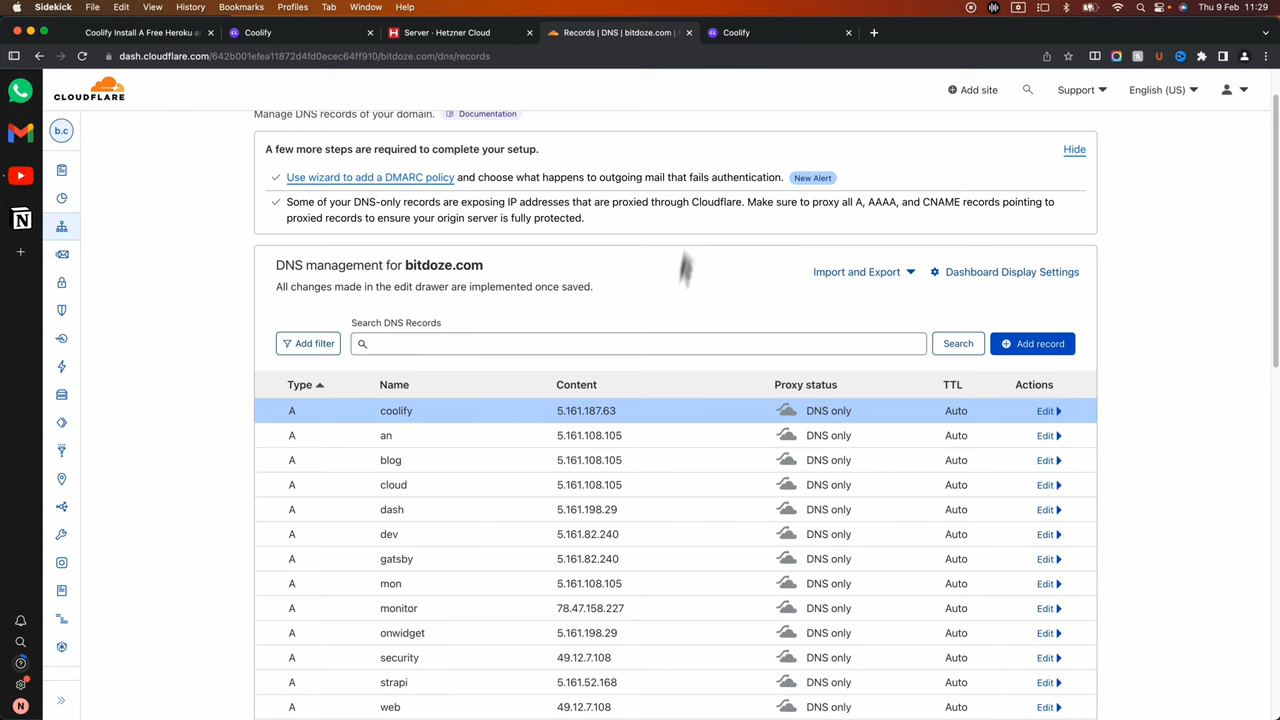 Sidekick File Edit View History Bookmarks Profiles Tab Window Help Thu 9 Feb 11:29
Coolify Install A Free Heroku an × Coolify × Server · Hetzner Cloud × Records | DNS | bitdoze.com | × Coolify × +
dash.cloudflare.com/642b001efea11872d4fd0ecec64ff910/bitdoze.com/dns/records
CLOUDFLARE
Add site Support English (US)
b.c
Manage DNS records of your domain. Documentation
A few more steps are required to complete your setup. Hide
Use wizard to add a DMARC policy and choose what happens to outgoing mail that fails authentication. New Alert
Some of your DNS-only records are exposing IP addresses that are proxied through Cloudflare. Make sure to proxy all A, AAAA, and CNAME records pointing to
proxied records to ensure your origin server is fully protected.
DNS management for bitdoze.com
All changes made in the edit drawer are implemented once saved.
Import and Export Dashboard Display Settings
Search DNS Records
Add filter Search Add record
Type Name Content Proxy status TTL Actions
A coolify 5.161.187.63 DNS only Auto Edit
A an 5.161.108.105 DNS only Auto Edit
A blog 5.161.108.105 DNS only Auto Edit
A cloud 5.161.108.105 DNS only Auto Edit
A dash 5.161.198.29 DNS only Auto Edit
A dev 5.161.82.240 DNS only Auto Edit
A gatsby 5.161.82.240 DNS only Auto Edit
A mon 5.161.108.105 DNS only Auto Edit
A monitor 78.47.158.227 DNS only Auto Edit
A onwidget 5.161.198.29 DNS only Auto Edit
A security 49.12.7.108 DNS only Auto Edit
A strapi 5.161.52.168 DNS only Auto Edit
A web 49.12.7.108 DNS only Auto Edit
N